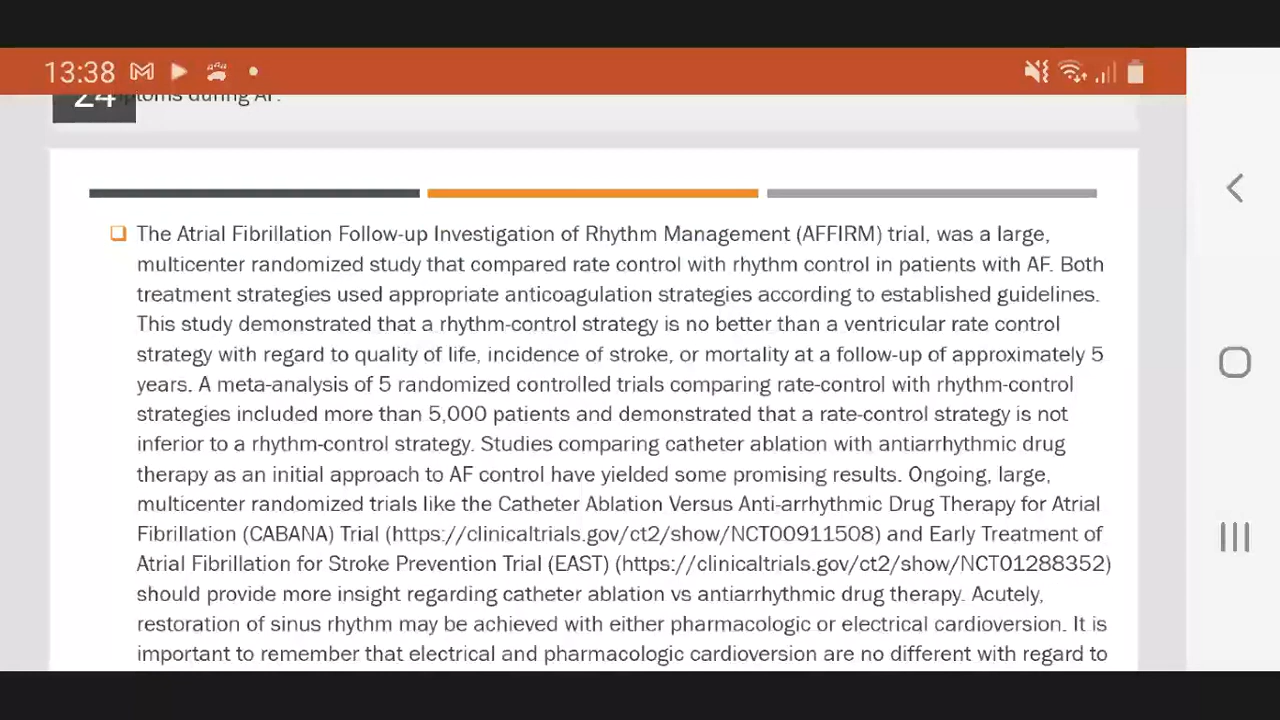 13:38
24
ptoms during AF.
❑ The Atrial Fibrillation Follow-up Investigation of Rhythm Management (AFFIRM) trial, was a large,
multicenter randomized study that compared rate control with rhythm control in patients with AF. Both
treatment strategies used appropriate anticoagulation strategies according to established guidelines.
This study demonstrated that a rhythm-control strategy is no better than a ventricular rate control
strategy with regard to quality of life, incidence of stroke, or mortality at a follow-up of approximately 5
years. A meta-analysis of 5 randomized controlled trials comparing rate-control with rhythm-control
strategies included more than 5,000 patients and demonstrated that a rate-control strategy is not
inferior to a rhythm-control strategy. Studies comparing catheter ablation with antiarrhythmic drug
therapy as an initial approach to AF control have yielded some promising results. Ongoing, large,
multicenter randomized trials like the Catheter Ablation Versus Anti-arrhythmic Drug Therapy for Atrial
Fibrillation (CABANA) Trial (https://clinicaltrials.gov/ct2/show/NCT00911508) and Early Treatment of
Atrial Fibrillation for Stroke Prevention Trial (EAST) (https://clinicaltrials.gov/ct2/show/NCT01288352)
should provide more insight regarding catheter ablation vs antiarrhythmic drug therapy. Acutely,
restoration of sinus rhythm may be achieved with either pharmacologic or electrical cardioversion. It is
important to remember that electrical and pharmacologic cardioversion are no different with regard to